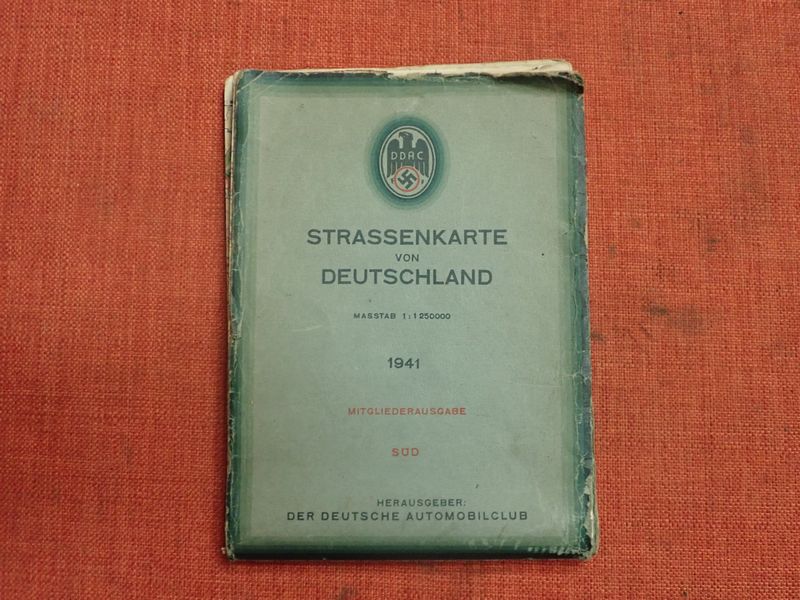 DDAC
STRASSENKARTE
VON
DEUTSCHLAND
MASSTAB 1:1250000
1941
MITGLIEDERAUSGABE
SÜD
HERAUSGEBER:
DER DEUTSCHE AUTOMOBILCLUB